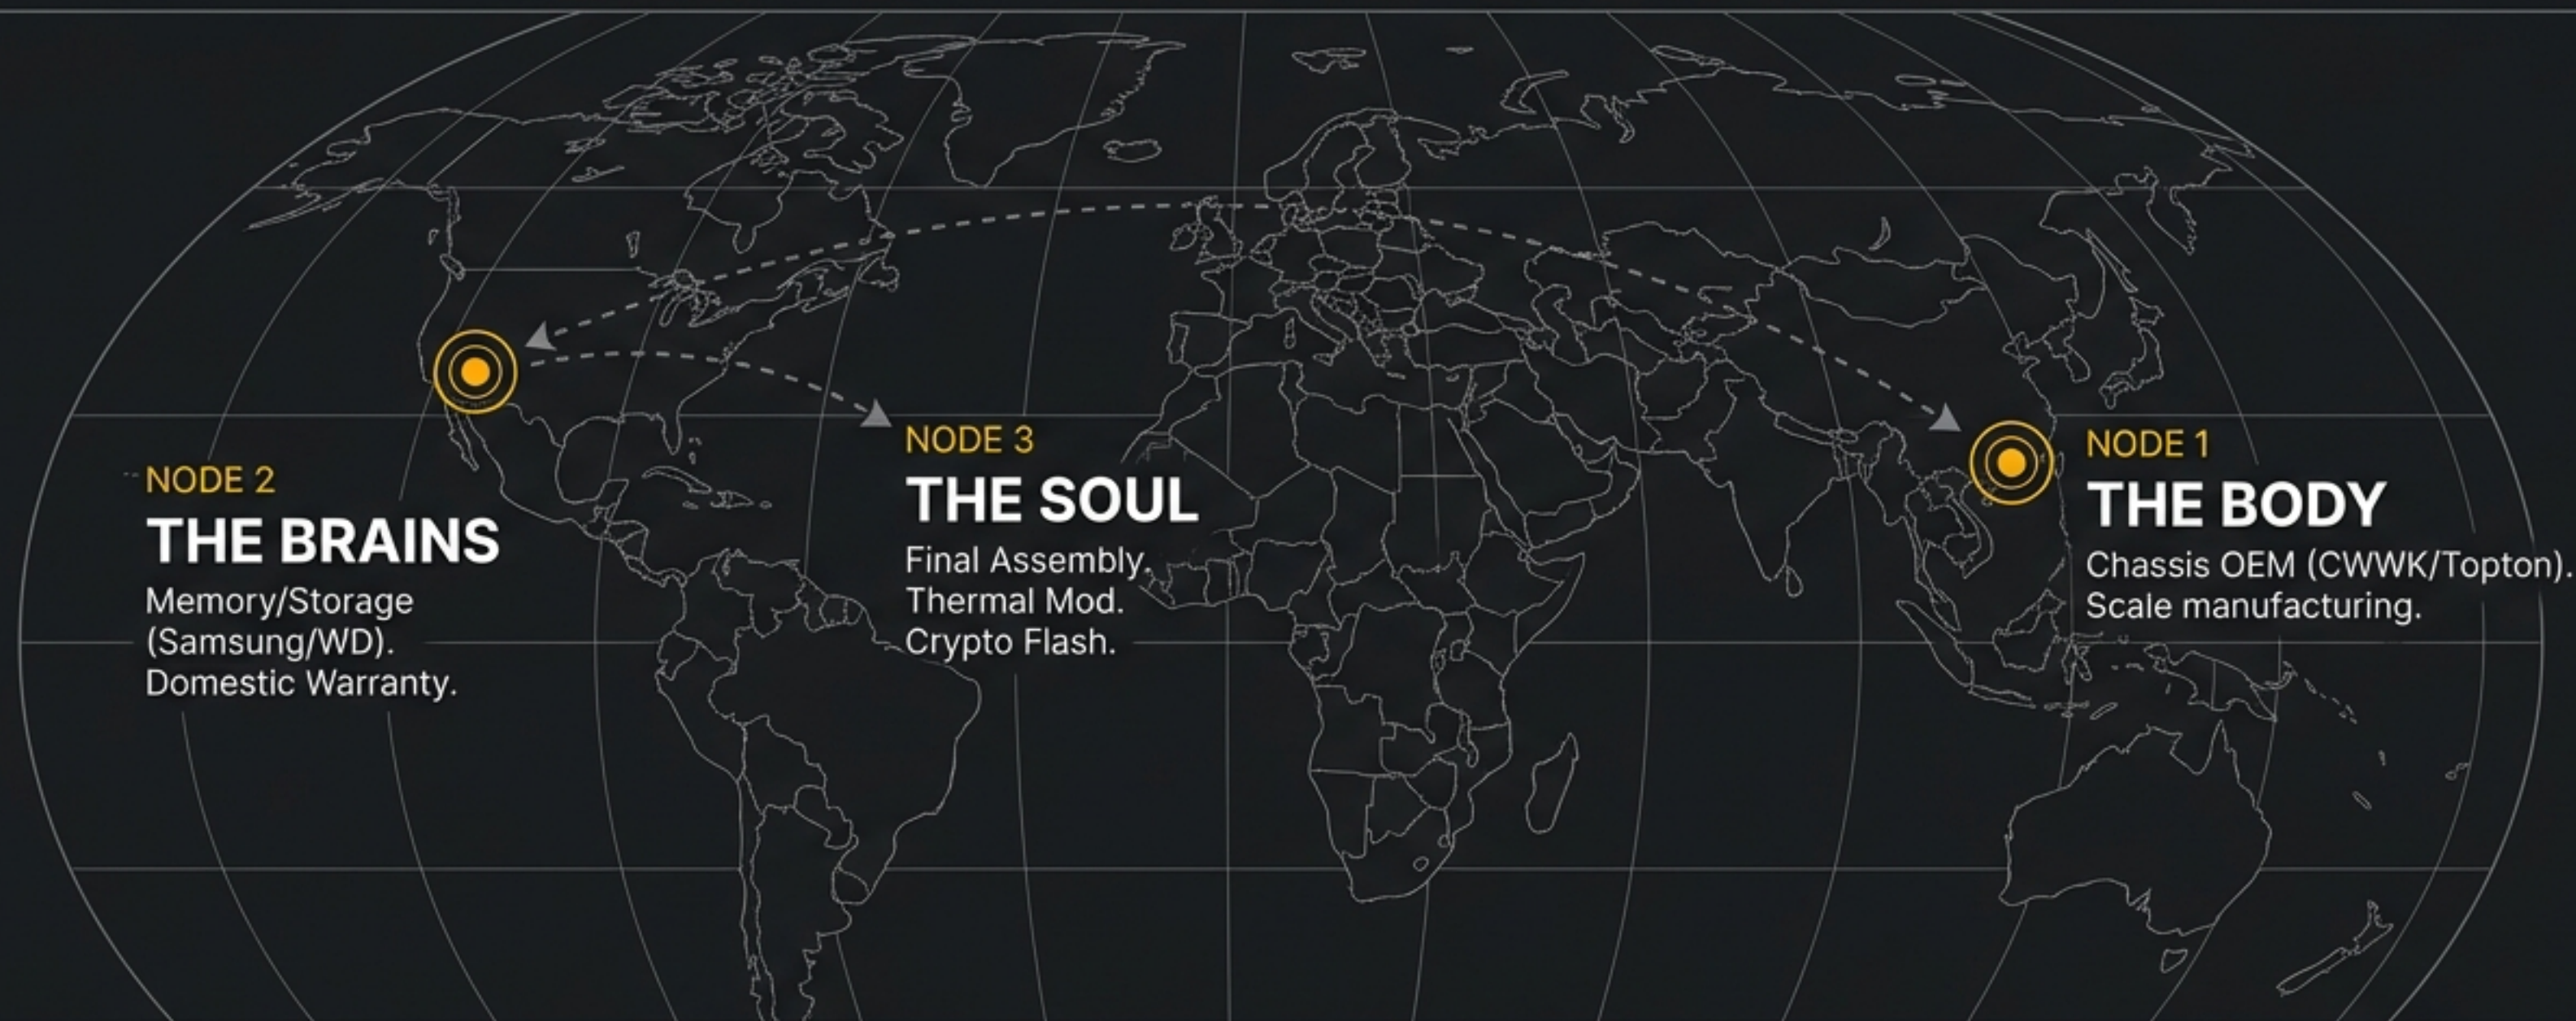 NODE 2
THE BRAINS
Memory/Storage
(Samsung/WD).
Domestic Warranty.
NODE 3
THE SOUL
Final Assembly.
Thermal Mod.
Crypto Flash.
NODE 1
THE BODY
Chassis OEM (CWWK/Topton).
Scale manufacturing.